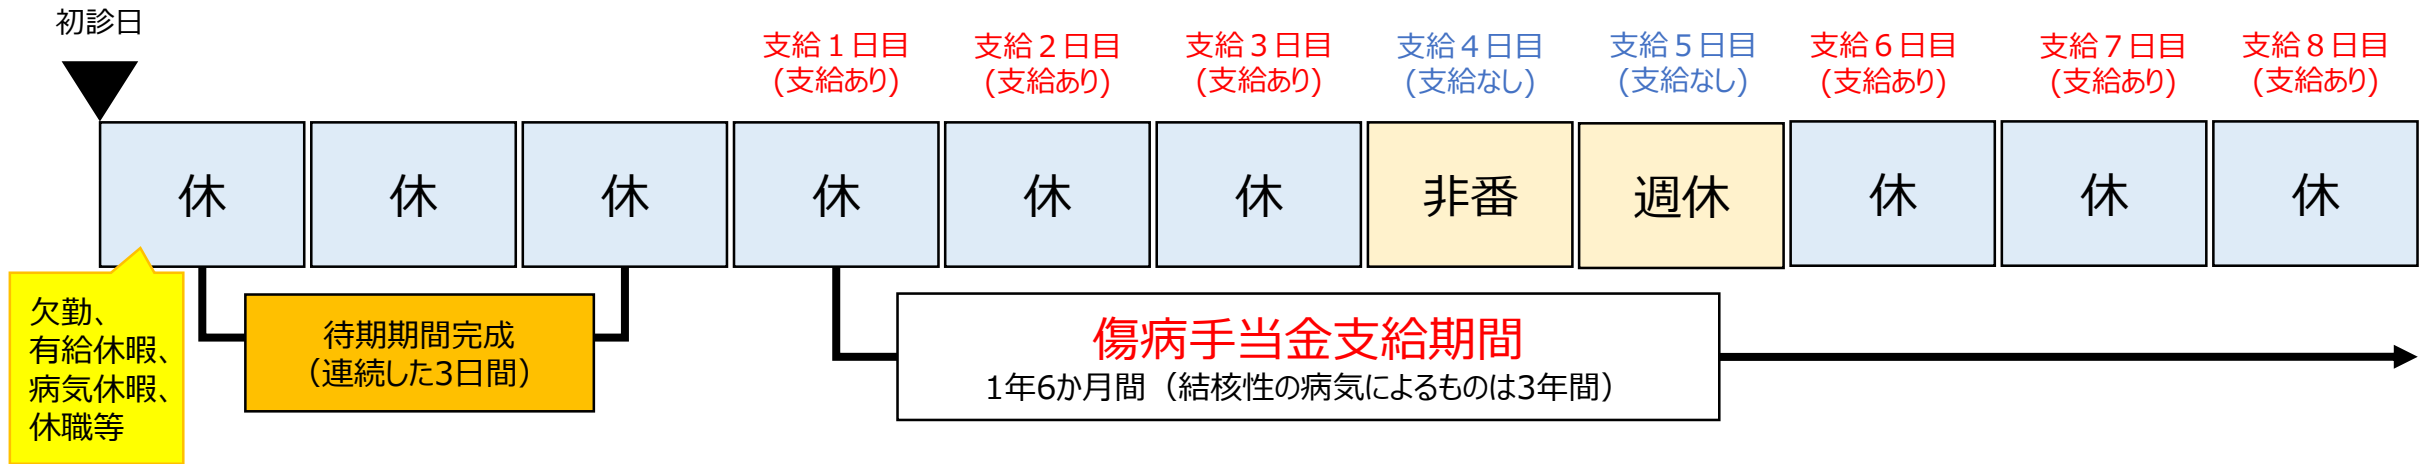 初診日
支給１日目
(支給あり)
支給２日目
(支給あり)
支給３日目
(支給あり)
支給４日目
(支給なし)
支給５日目
(支給なし)
支給６日目
(支給あり)
支給７日目
(支給あり)
支給８日目
(支給あり)
休
休
休
休
休
休
非番
週休
休
休
休
欠勤、
有給休暇、
病気休暇、
休職等
待期期間完成
（連続した3日間）
傷病手当金支給期間
1年6か月間（結核性の病気によるものは3年間）